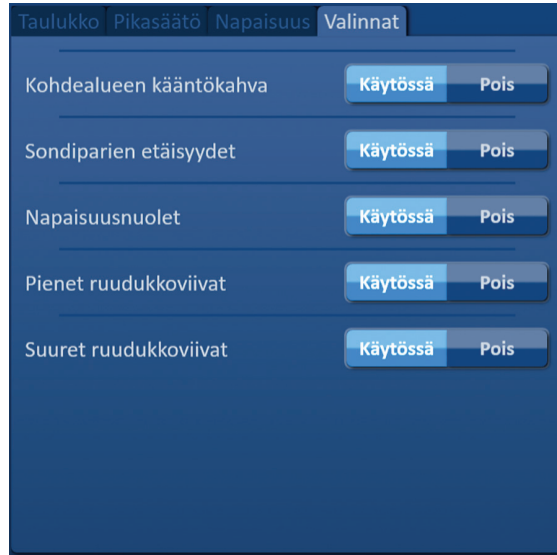 Taulukko Pikasäätö Napaisuus Valinnat
Kohdealueen kääntökahva Käytössä Pois
Sondiparien etäisyydet Käytössä Pois
Napaisuusnuolet Käytössä Pois
Pienet ruudukkoviivat Käytössä Pois
Suuret ruudukkoviivat Käytössä Pois